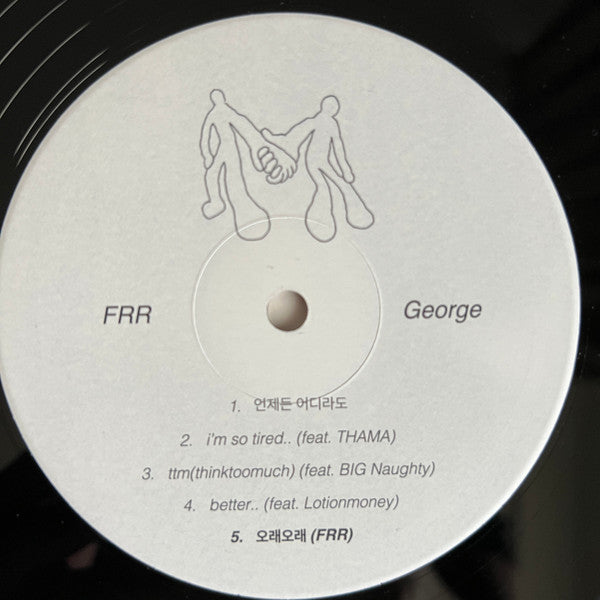 FRR
George
1. 언제든 어디라도
2. i'm so tired.. (feat. THAMA)
3. ttm(thinktoomuch) (feat. BIG Naughty)
4. better.. (feat. Lotionmoney)
5. 오래오래 (FRR)